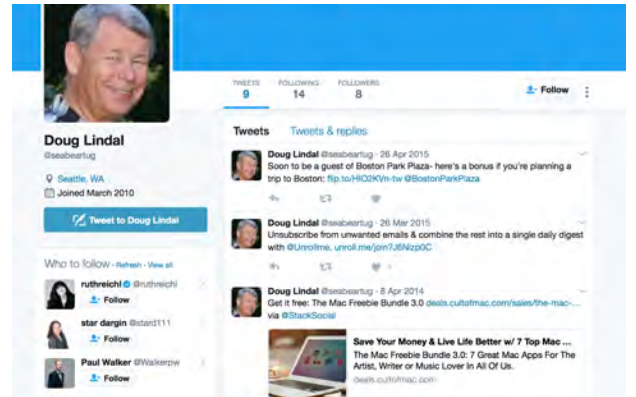 TWEETS FOLLOWING FOLLOWERS
9 14 8
Follow
Doug Lindal
@seabeartug
Seattle, WA
Joined March 2010
Tweet to Doug Lindal
Who to follow · Refresh · View all
ruthreichl @ruthreichl
Follow
star dargin @stard111
Follow
Paul Walker @Walkerpw
Follow
Tweets Tweets & replies
Doug Lindal @seabeartug · 26 Apr 2015
Soon to be a guest of Boston Park Plaza- here's a bonus if you're planning a
trip to Boston: flip.to/HIO2KVn-tw @BostonParkPlaza
Doug Lindal @seabeartug · 26 Mar 2015
Unsubscribe from unwanted emails & combine the rest into a single daily digest
with @Unrollme. unroll.me/join?J6Nizp0C
Doug Lindal @seabeartug · 8 Apr 2014
Get it free: The Mac Freebie Bundle 3.0 deals.cultofmac.com/sales/the-mac-...
via @StackSocial
Save Your Money & Live Life Better w/ 7 Top Mac ...
The Mac Freebie Bundle 3.0: 7 Great Mac Apps For The
Artist, Writer or Music Lover In All Of Us.
deals.cultofmac.com